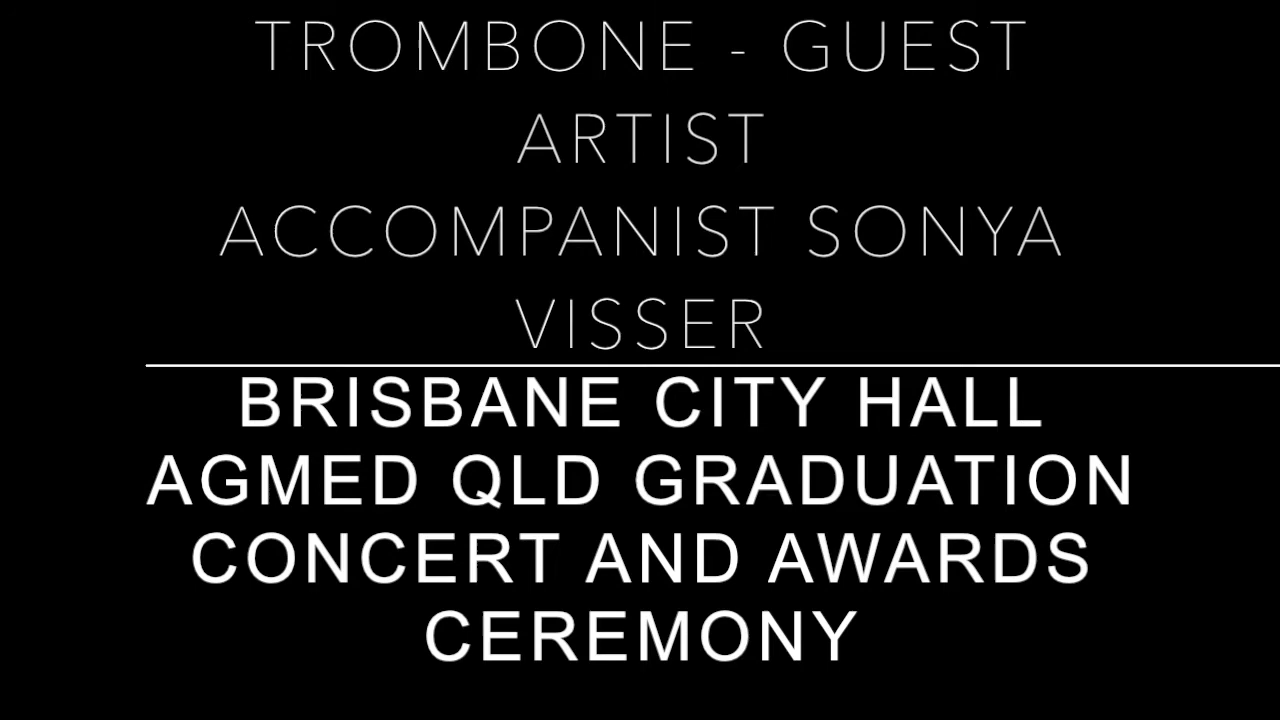 TROMBONE - GUEST
ARTIST
ACCOMPANIST SONYA
VISSER
BRISBANE CITY HALL
AGMED QLD GRADUATION
CONCERT AND AWARDS
CEREMONY